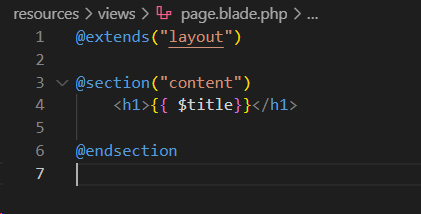 resources > views > page.blade.php > ...
1 @extends("layout")
2
3 @section("content")
4 <h1>{{ $title}}</h1>
5
6 @endsection
7